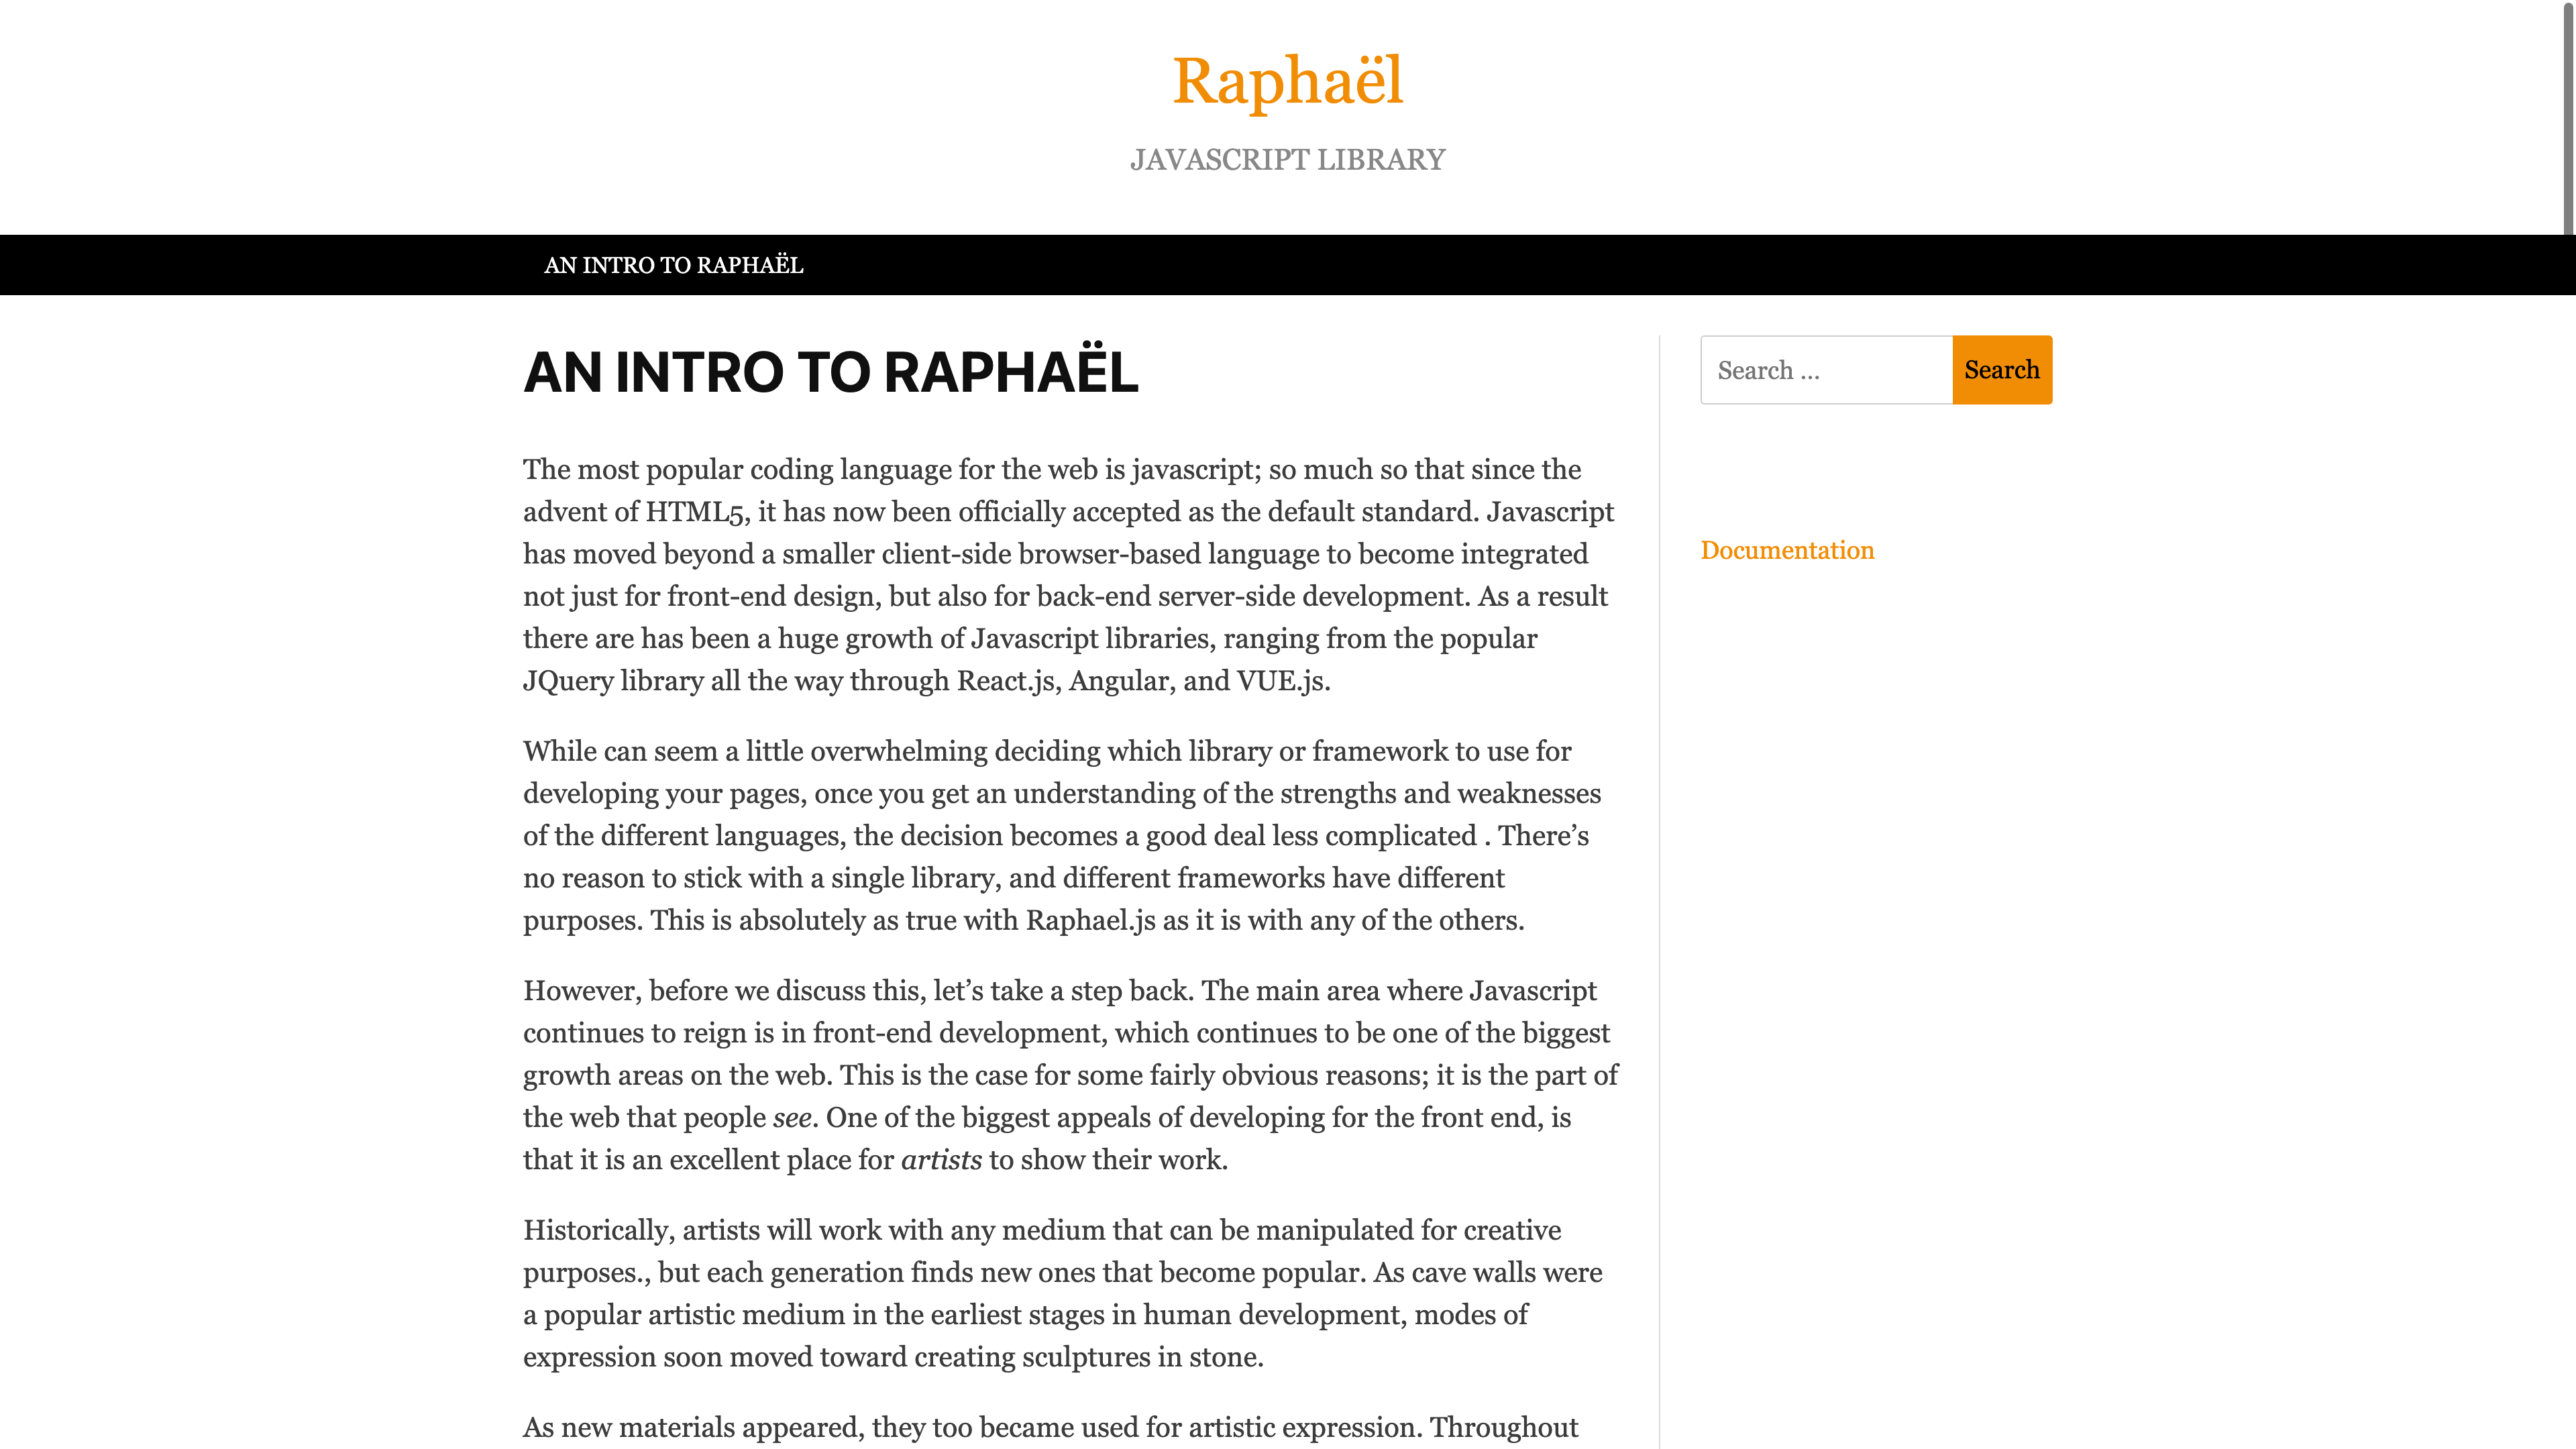 Raphaël
JAVASCRIPT LIBRARY
AN INTRO TO RAPHAËL
AN INTRO TO RAPHAËL
The most popular coding language for the web is javascript; so much so that since the
advent of HTML5, it has now been officially accepted as the default standard. Javascript
has moved beyond a smaller client-side browser-based language to become integrated
not just for front-end design, but also for back-end server-side development. As a result
there are has been a huge growth of Javascript libraries, ranging from the popular
JQuery library all the way through React.js, Angular, and VUE.js.
While can seem a little overwhelming deciding which library or framework to use for
developing your pages, once you get an understanding of the strengths and weaknesses
of the different languages, the decision becomes a good deal less complicated . There’s
no reason to stick with a single library, and different frameworks have different
purposes. This is absolutely as true with Raphael.js as it is with any of the others.
However, before we discuss this, let’s take a step back. The main area where Javascript
continues to reign is in front-end development, which continues to be one of the biggest
growth areas on the web. This is the case for some fairly obvious reasons; it is the part of
the web that people see. One of the biggest appeals of developing for the front end, is
that it is an excellent place for artists to show their work.
Historically, artists will work with any medium that can be manipulated for creative
purposes., but each generation finds new ones that become popular. As cave walls were
a popular artistic medium in the earliest stages in human development, modes of
expression soon moved toward creating sculptures in stone.
As new materials appeared, they too became used for artistic expression. Throughout
Search ...
Search
Documentation